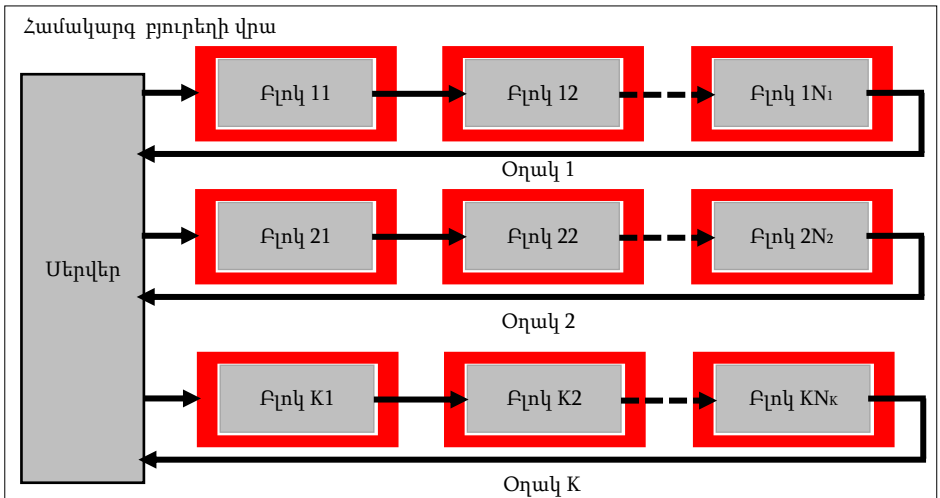 Համակարգ բյուրեղի վրա
Բլոկ 11 Բլոկ 12 Բլոկ 1N₁
Օղակ 1
Բլոկ 21 Բլոկ 22 Բլոկ 2N₂
Սերվեր
Օղակ 2
Բլոկ K1 Բլոկ K2 Բլոկ KNκ
Օղակ K